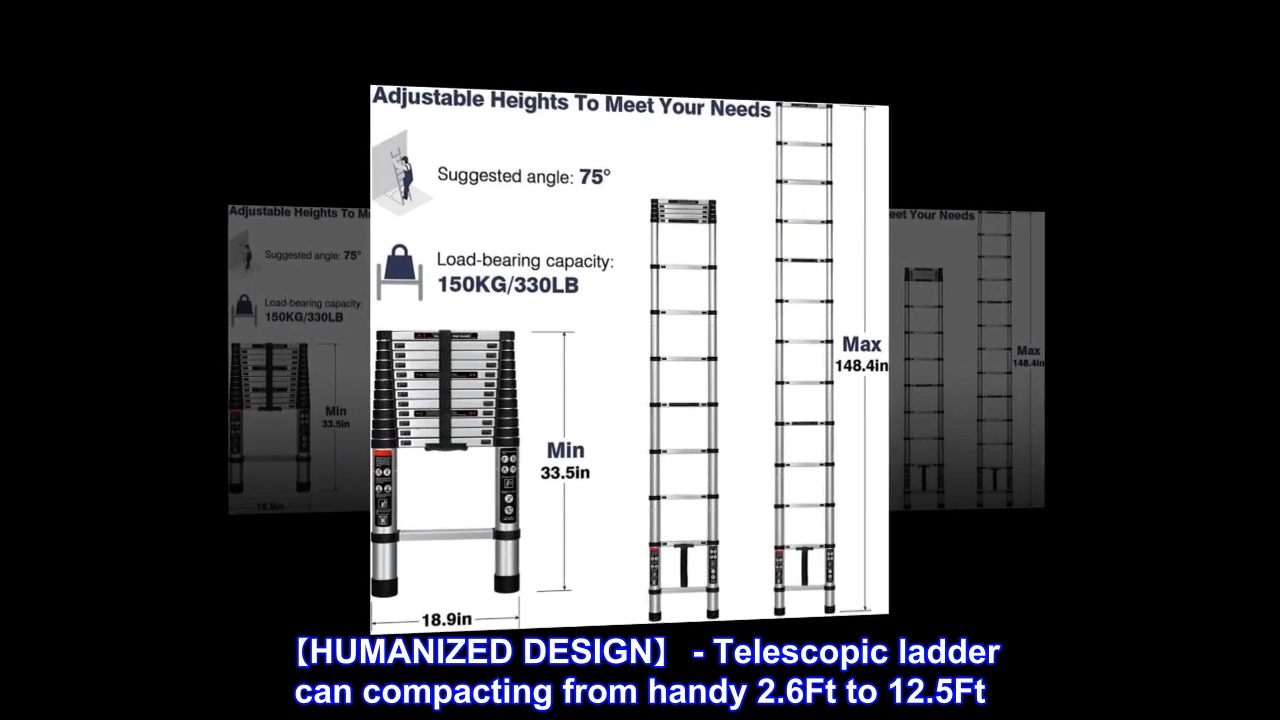 Adjustable Heights To Meet Your Needs
Suggested angle: 75°
Load-bearing capacity:
150KG/330LB
Min
33.5in
18.9in
Max
148.4in
Adjustable Heights To M
Suggested angle: 75°
Load-bearing capacity:
150KG/330LB
Min
33.5in
18.9in
eet Your Needs
Max
148.4in
【HUMANIZED DESIGN】 - Telescopic ladder
can compacting from handy 2.6Ft to 12.5Ft